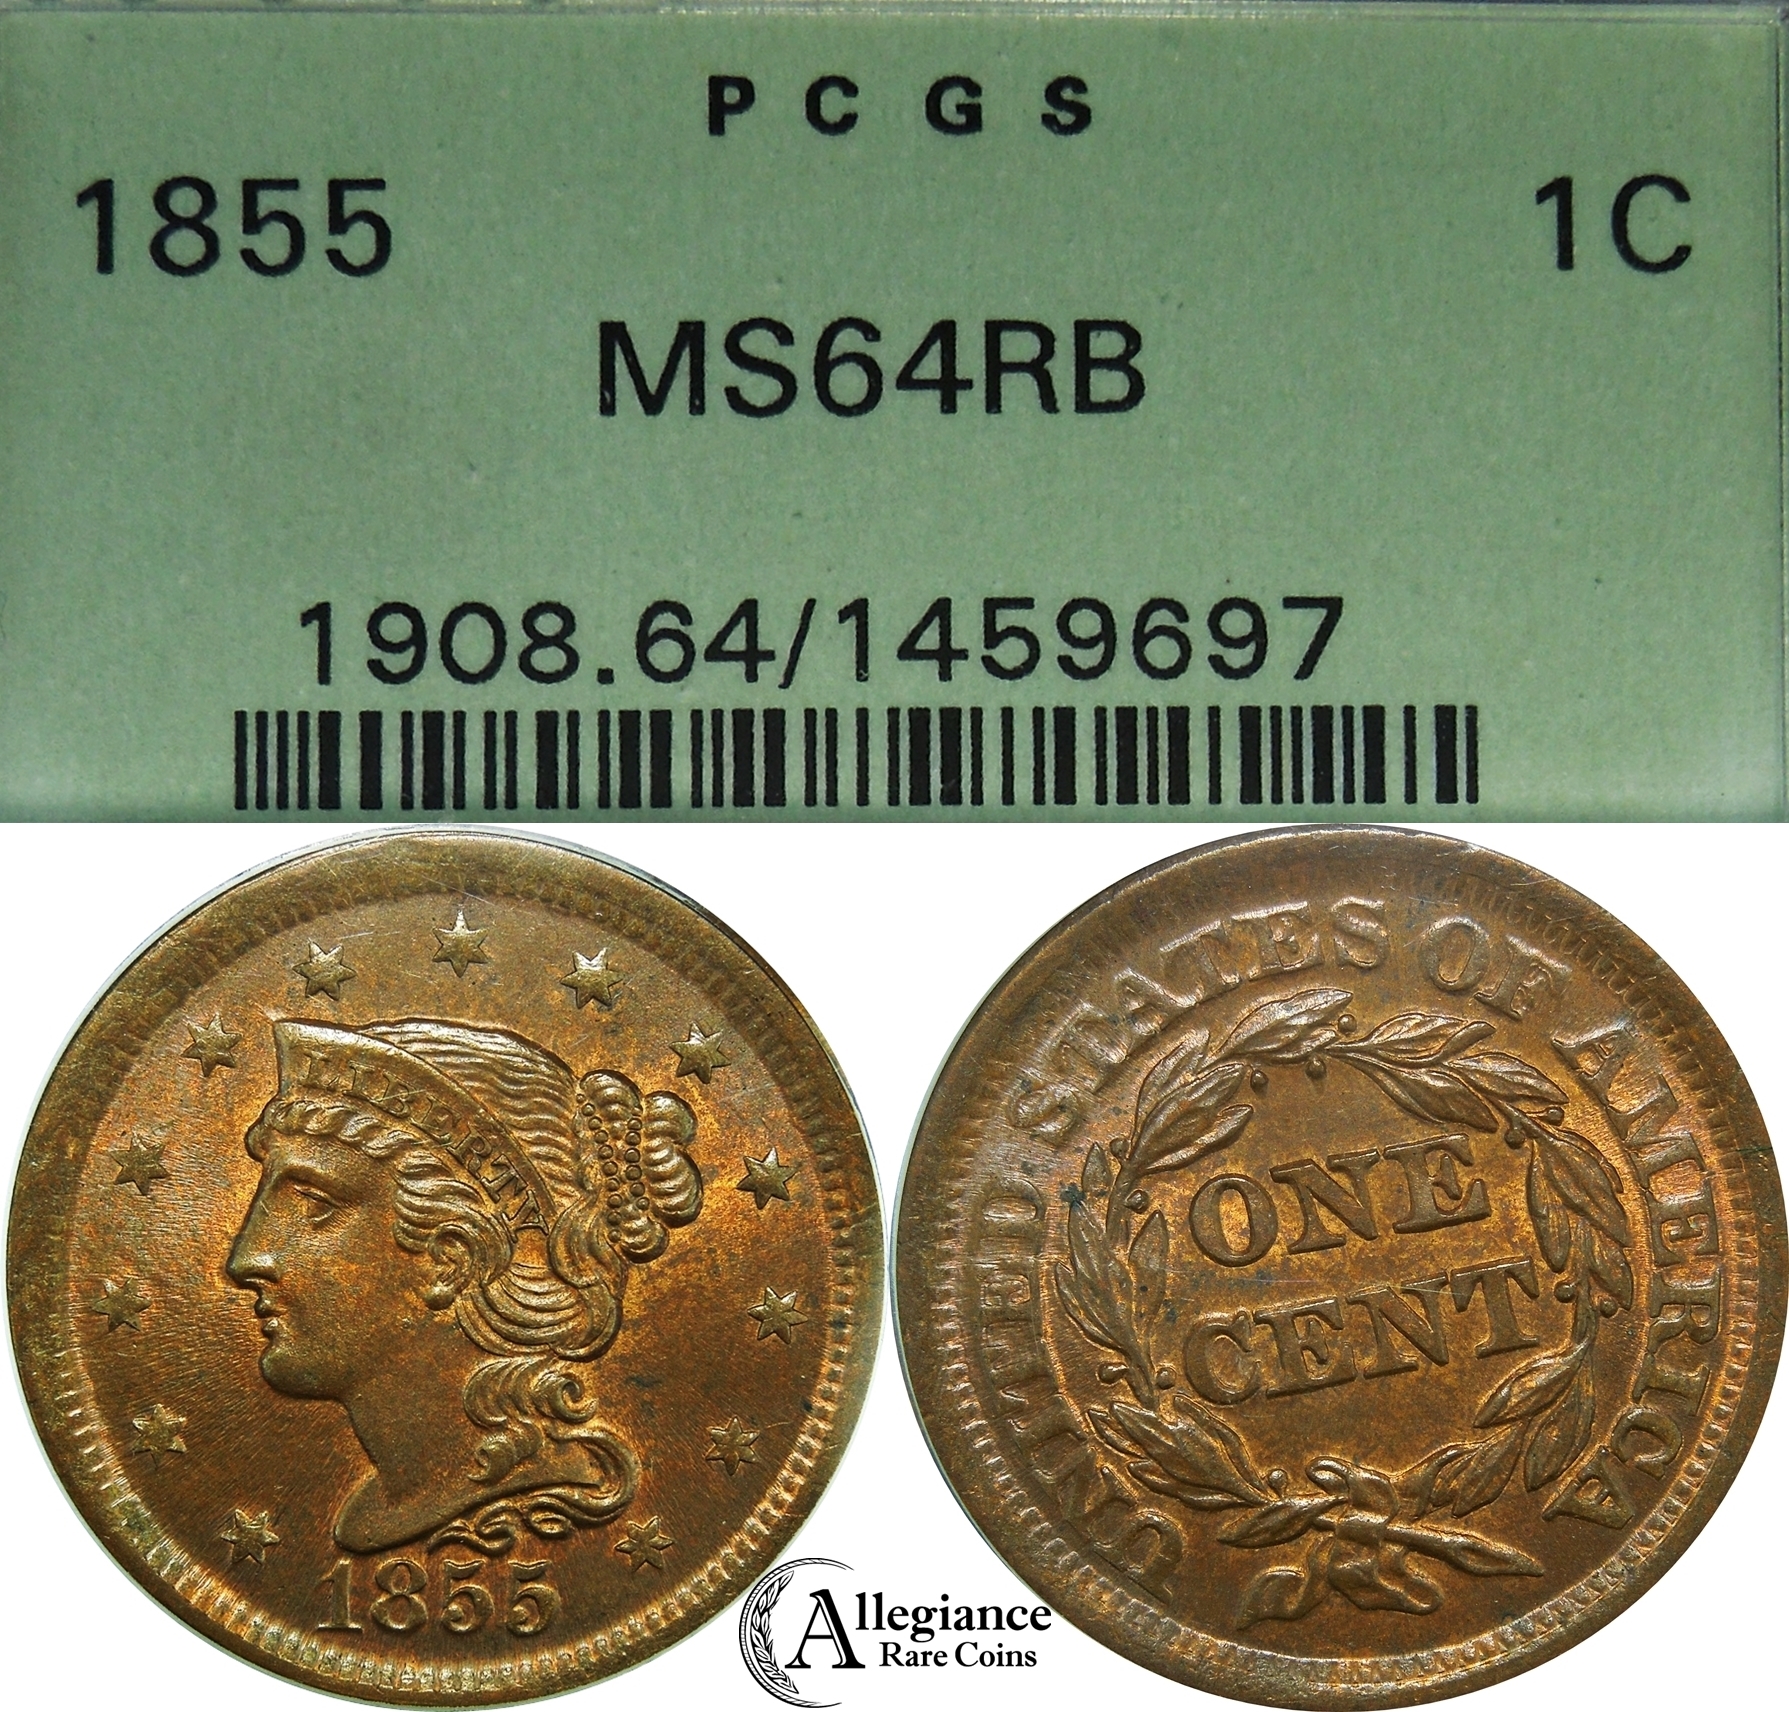 PCGS
1855 1C
MS64RB
1908.64/1459697
LIBERTY
1855
UNITED STATES OF AMERICA
ONE
CENT
Allegiance
Rare Coins